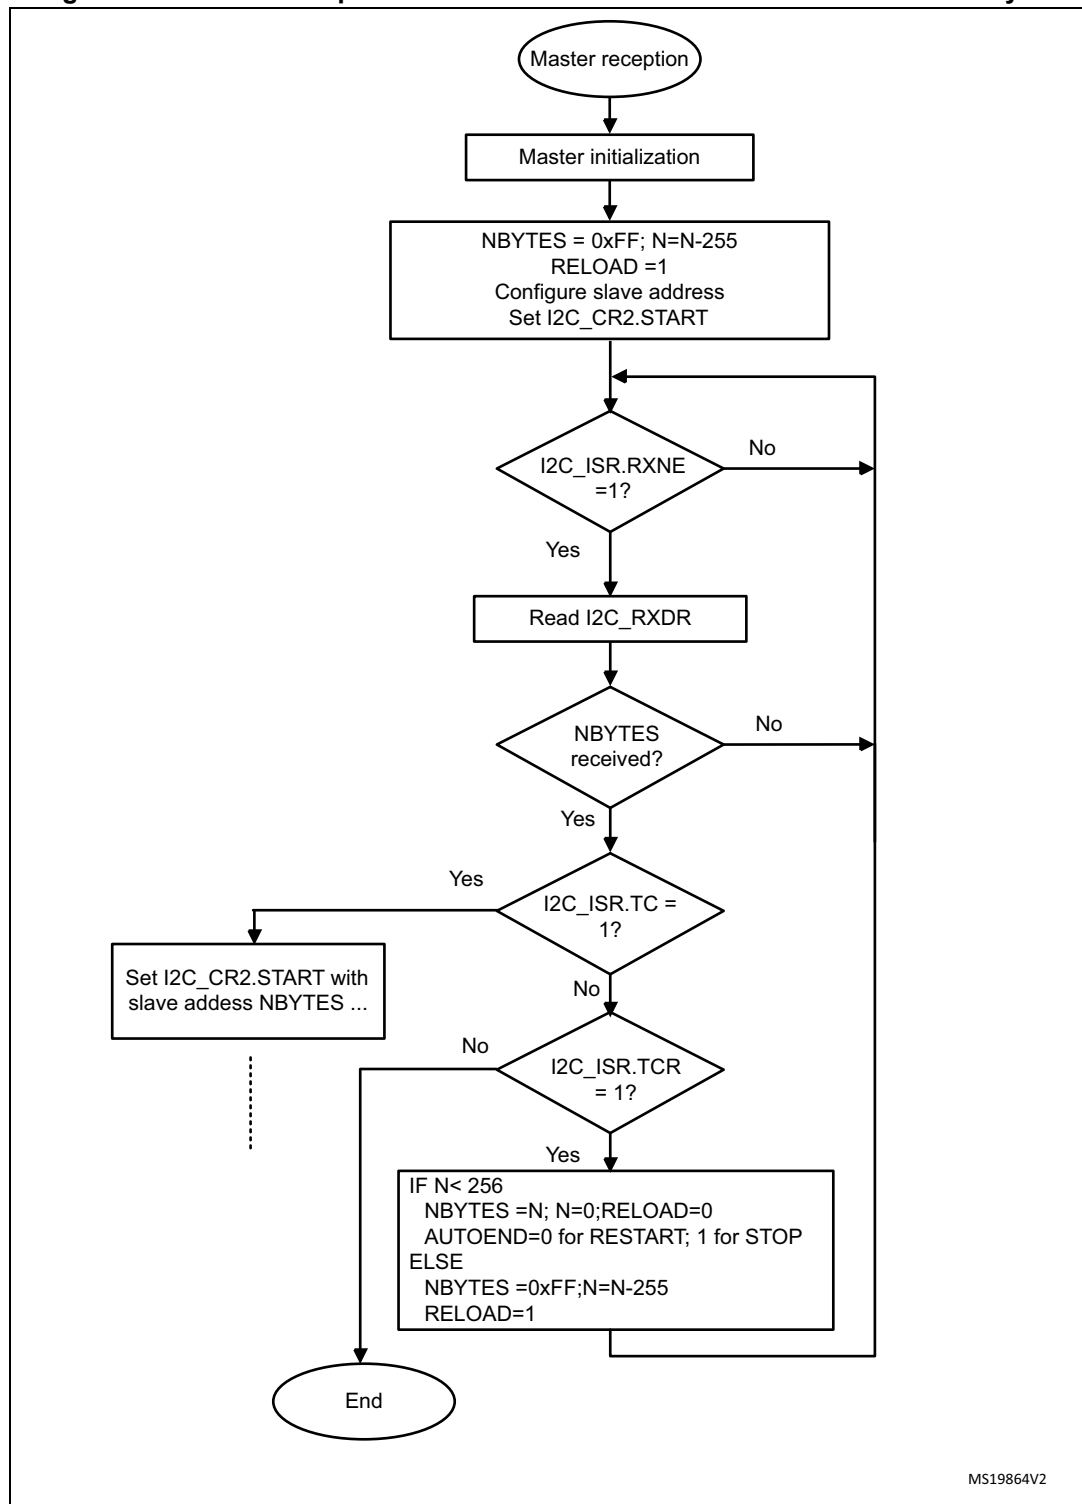 Master reception
Master initialization
NBYTES = 0xFF; N=N-255
RELOAD =1
Configure slave address
Set I2C_CR2.START
I2C_ISR.RXNE
=1?
No
Yes
Read I2C_RXDR
NBYTES
received?
No
Yes
I2C_ISR.TC =
1?
Yes
Set I2C_CR2.START with
slave addess NBYTES ...
No
I2C_ISR.TCR
= 1?
No
Yes
IF N< 256
NBYTES =N; N=0;RELOAD=0
AUTOEND=0 for RESTART; 1 for STOP
ELSE
NBYTES =0xFF;N=N-255
RELOAD=1
End
MS19864V2